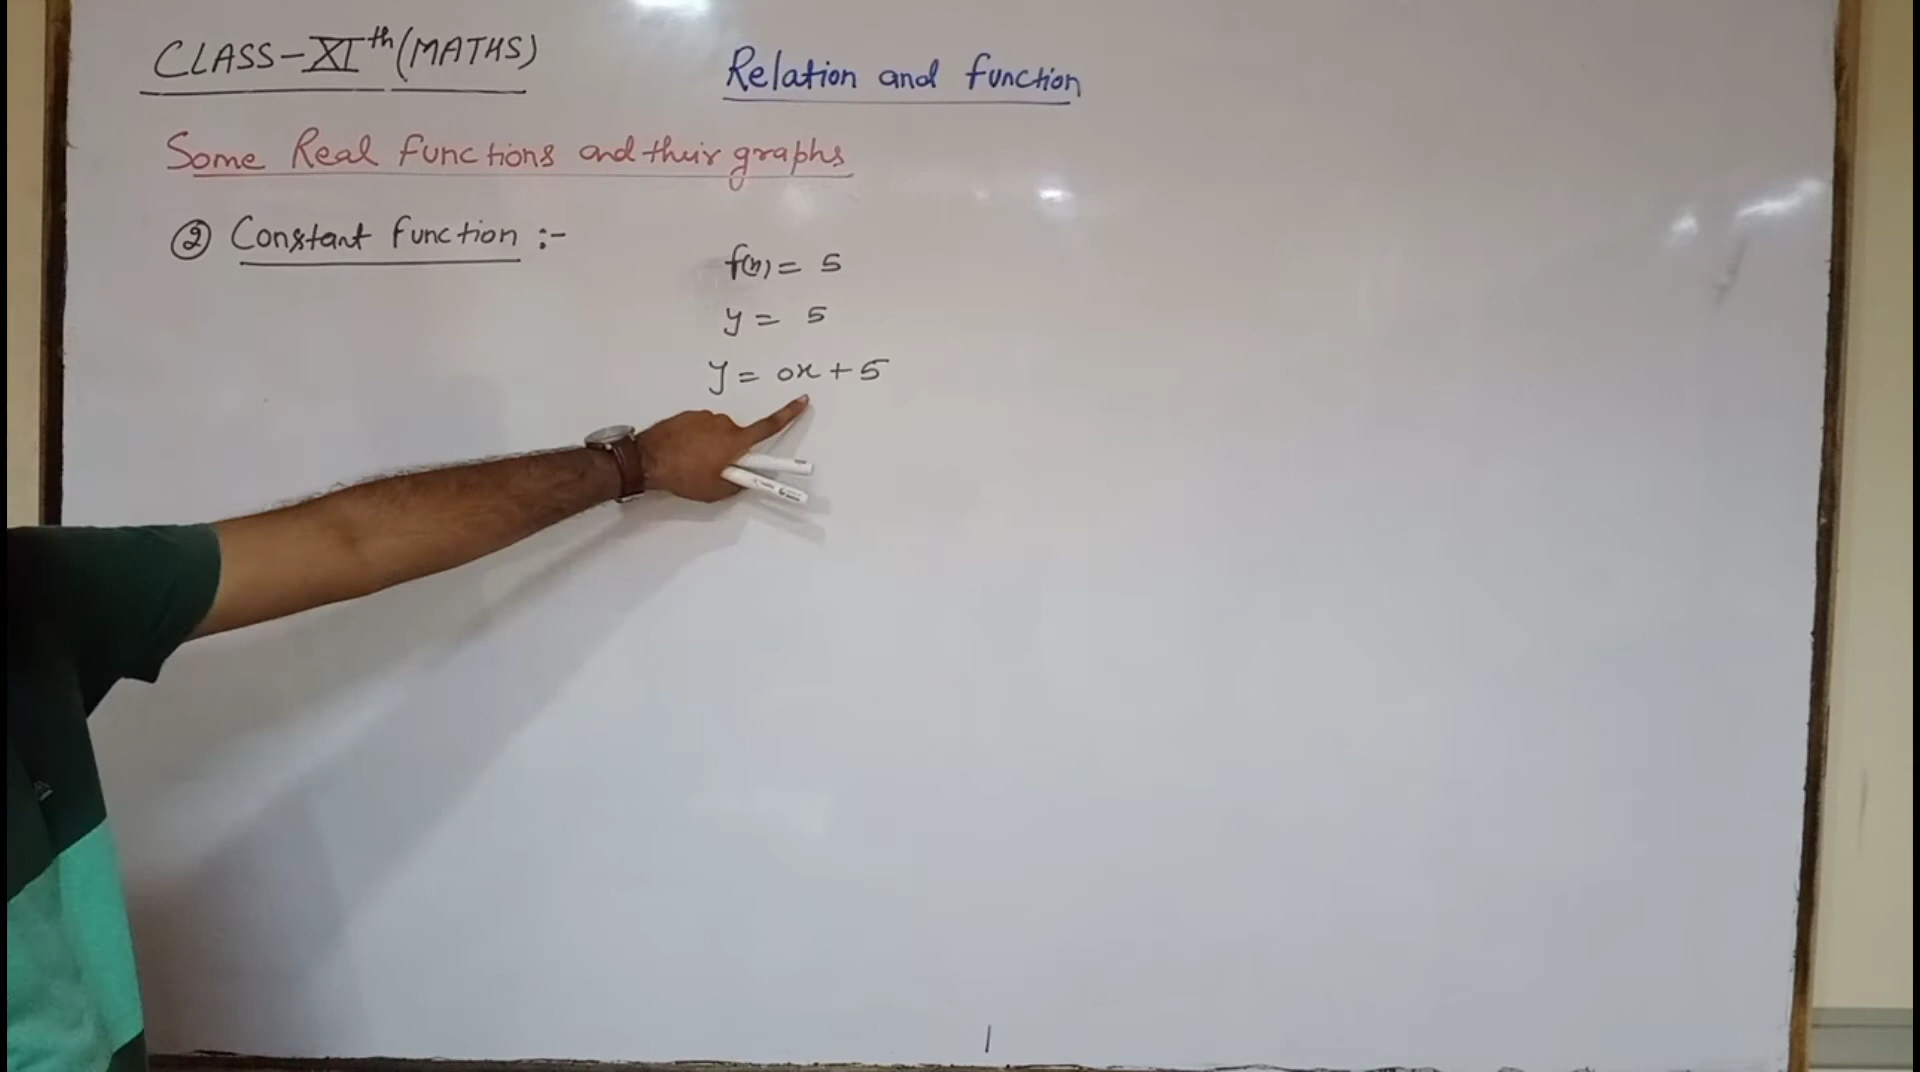 CLASS-XIth (MATHS)
Relation and function
Some Real functions and their graphs
② Constant function :-
f(x) = 5
y = 5
y = 0x + 5